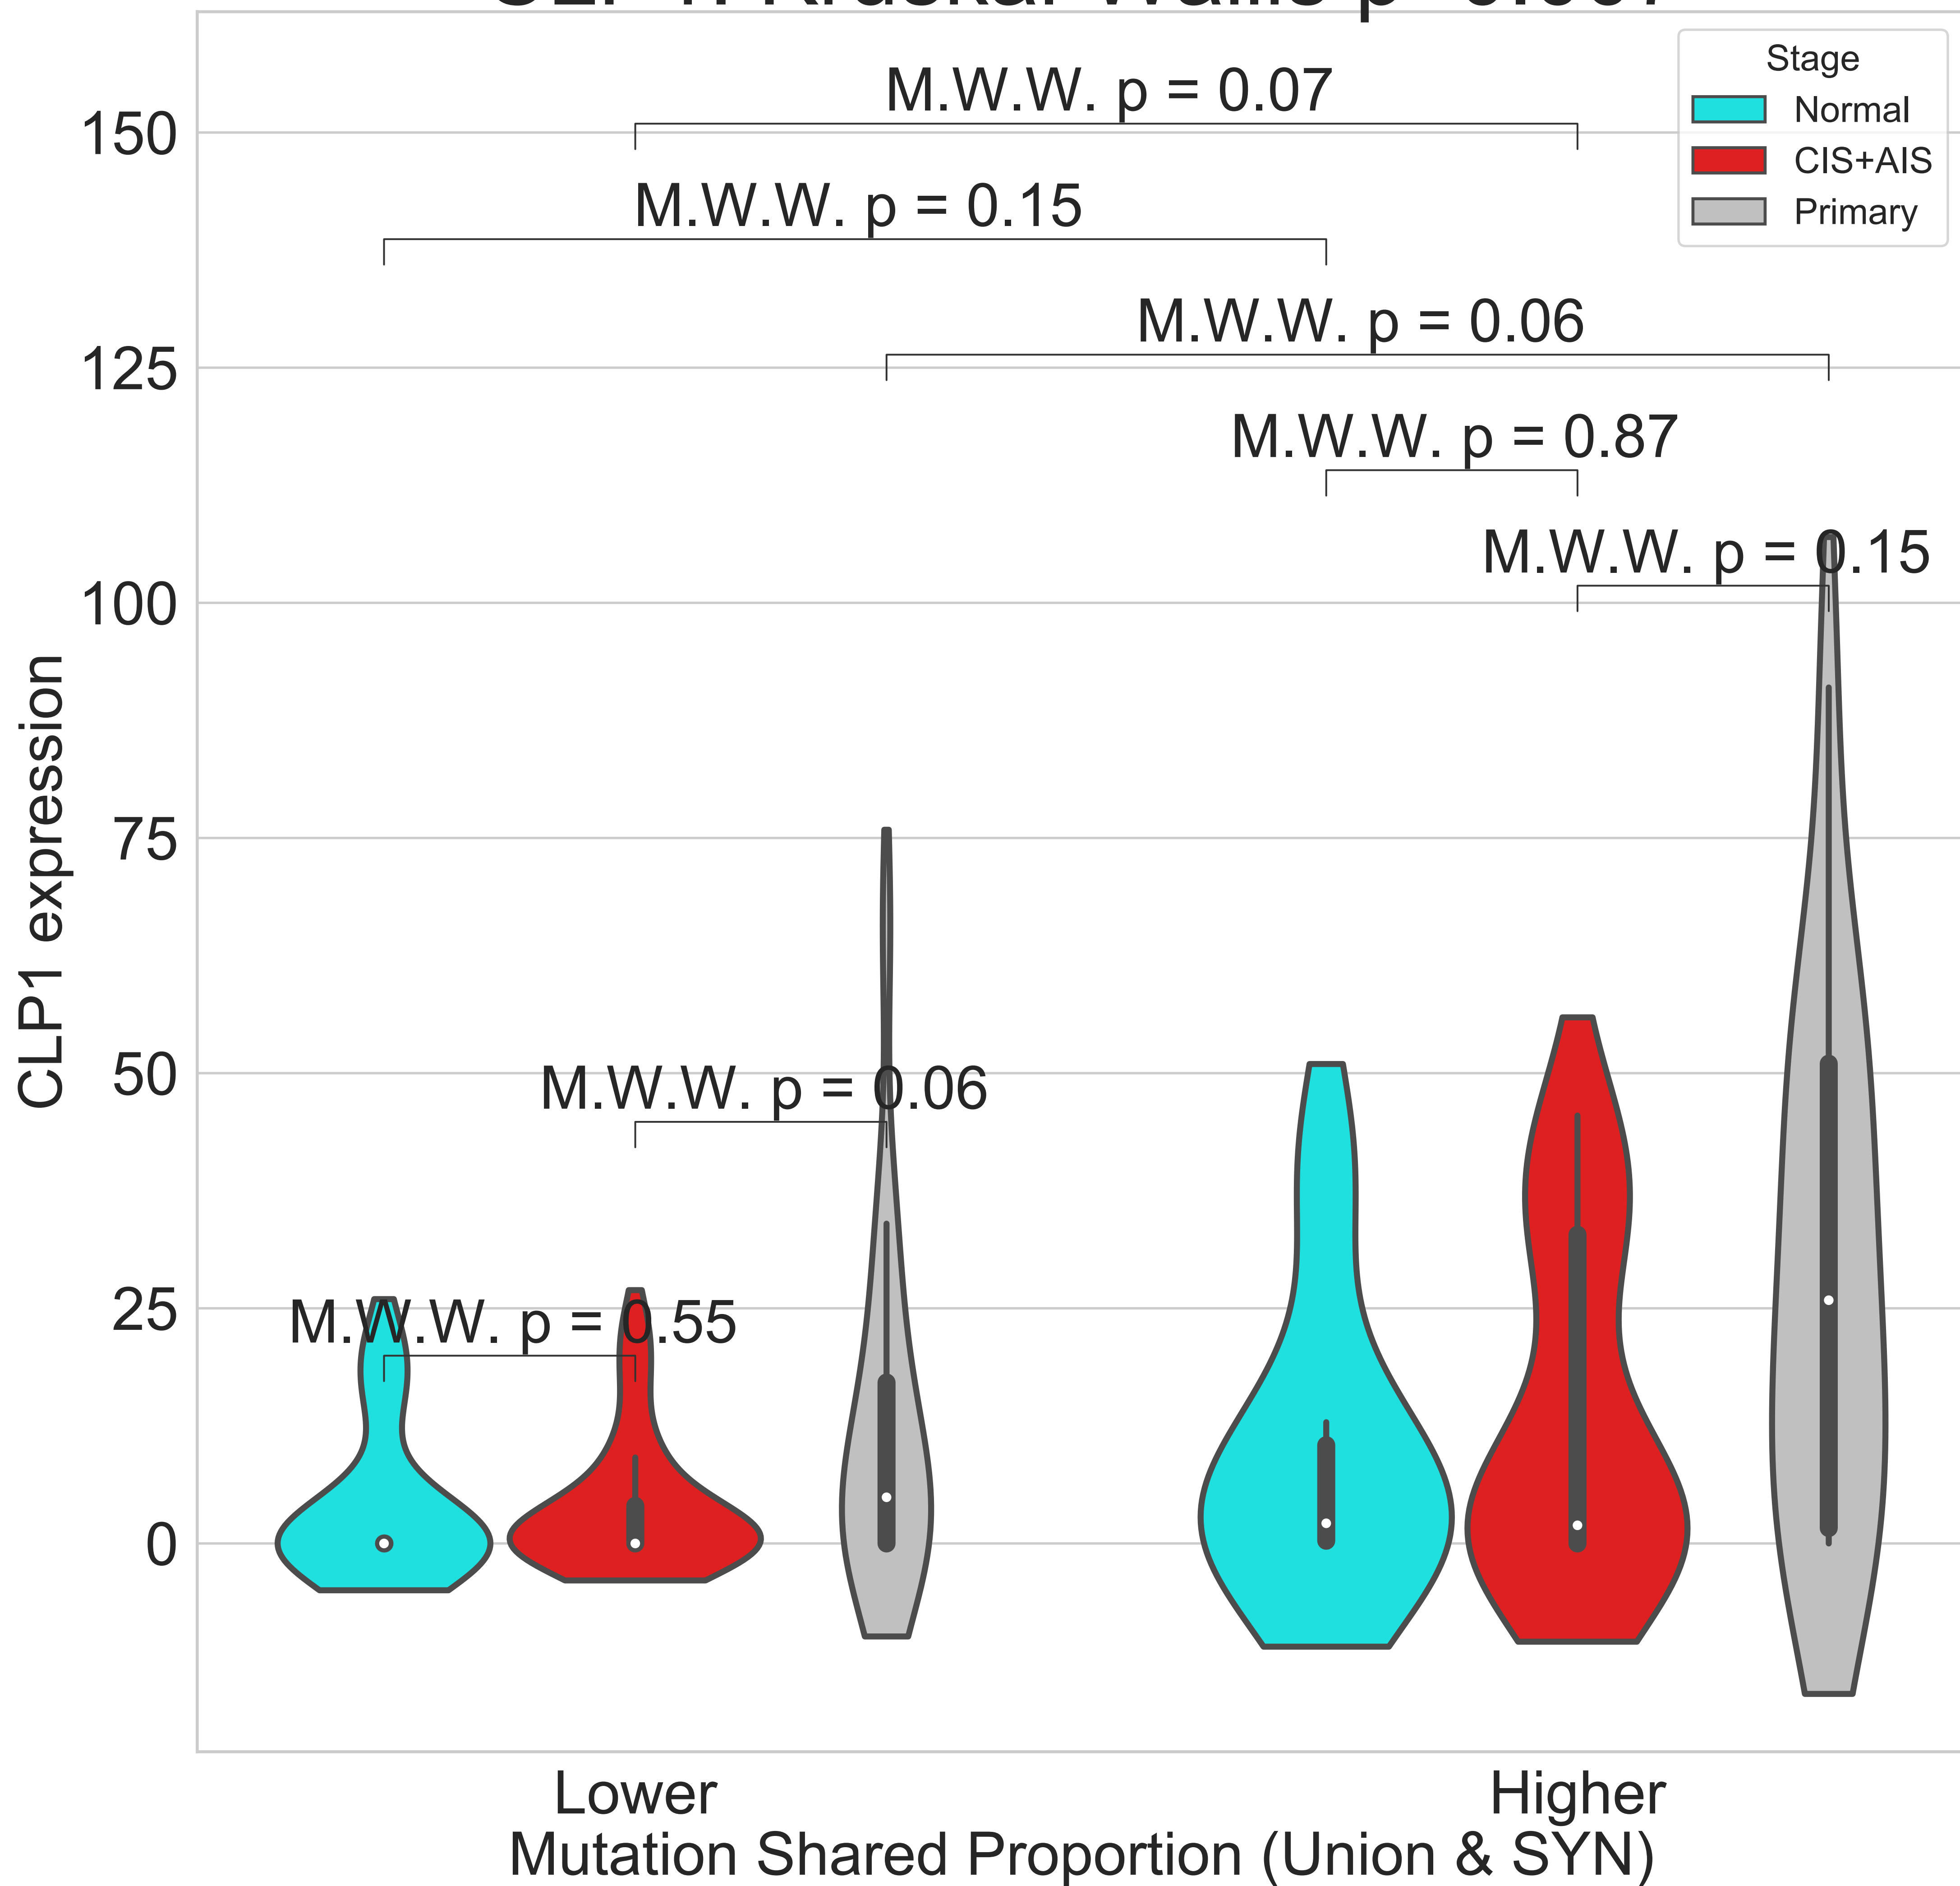 Stage
Normal
CIS+AIS
Primary
M.W.W. p = 0.07
M.W.W. p = 0.15
M.W.W. p = 0.06
M.W.W. p = 0.87
M.W.W. p = 0.15
M.W.W. p = 0.06
M.W.W. p = 0.55
150
125
100
75
50
25
0
CLP1 expression
Lower
Higher
Mutation Shared Proportion (Union & SYN)